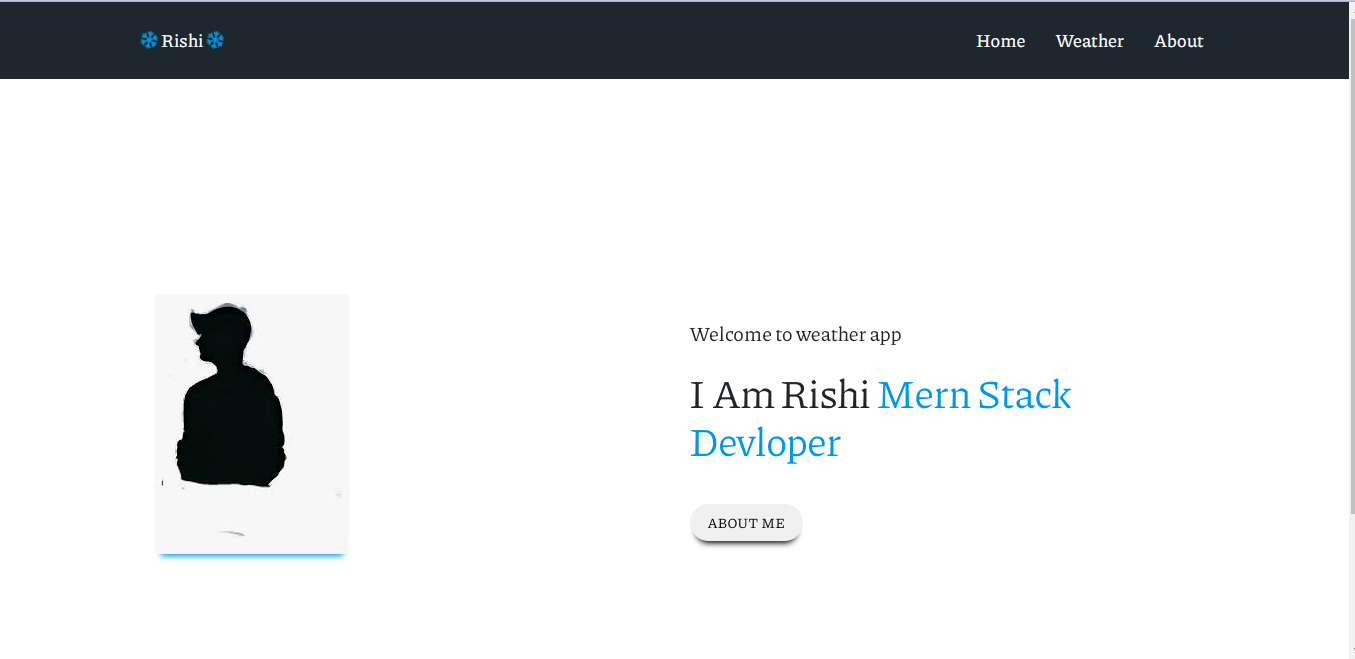 Rishi
Home Weather About
Welcome to weather app
I Am Rishi Mern Stack
Devloper
ABOUT ME